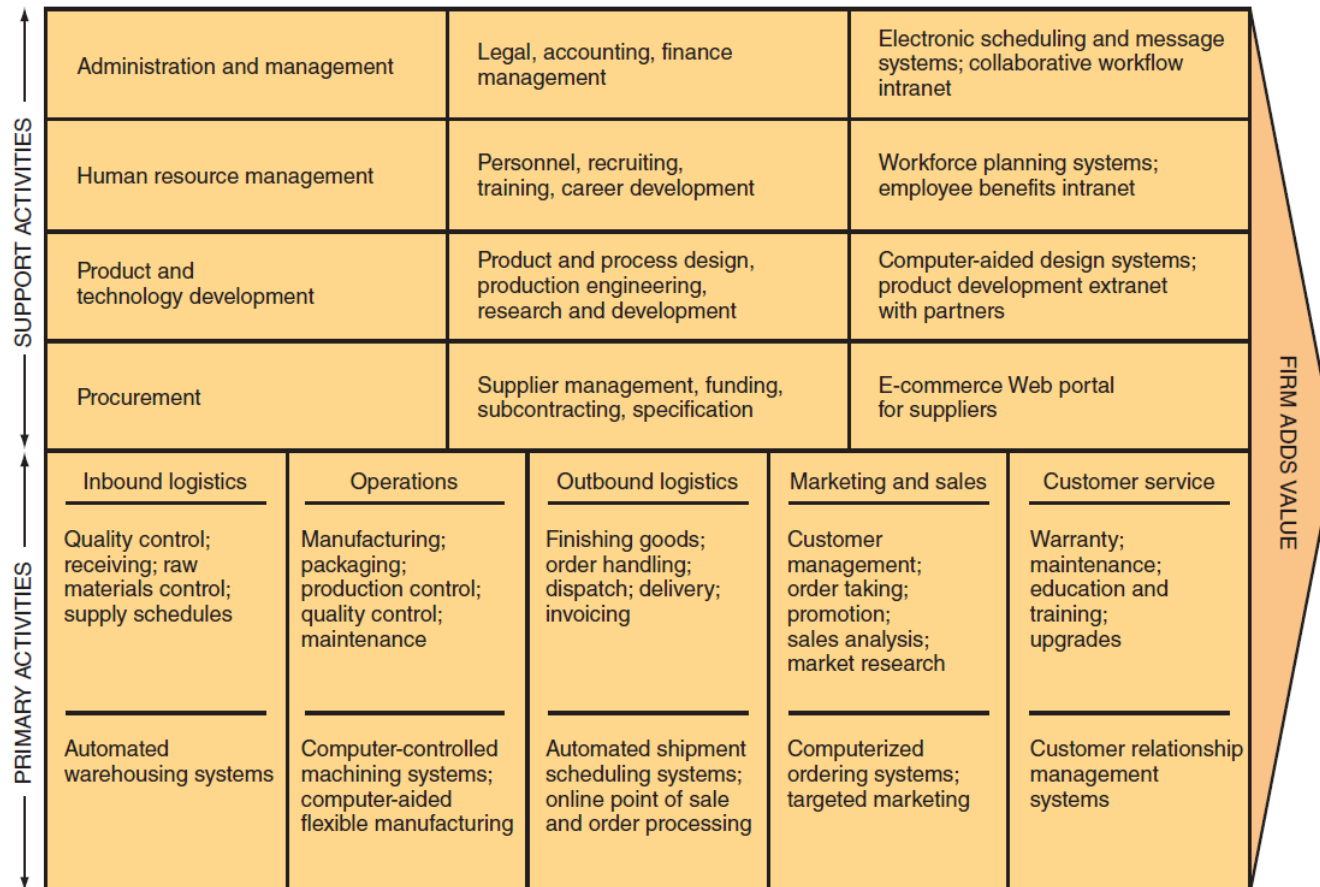 SUPPORT ACTIVITIES
Administration and management
Legal, accounting, finance
management
Electronic scheduling and message
systems; collaborative workflow
intranet
Human resource management
Personnel, recruiting,
training, career development
Workforce planning systems;
employee benefits intranet
Product and
technology development
Product and process design,
production engineering,
research and development
Computer-aided design systems;
product development extranet
with partners
Procurement
Supplier management, funding,
subcontracting, specification
E-commerce Web portal
for suppliers
PRIMARY ACTIVITIES
Inbound logistics
Quality control;
receiving; raw
materials control;
supply schedules
Automated
warehousing systems
Operations
Manufacturing;
packaging;
production control;
quality control;
maintenance
Computer-controlled
machining systems;
computer-aided
flexible manufacturing
Outbound logistics
Finishing goods;
order handling;
dispatch; delivery;
invoicing
Automated shipment
scheduling systems;
online point of sale
and order processing
Marketing and sales
Customer
management;
order taking;
promotion;
sales analysis;
market research
Computerized
ordering systems;
targeted marketing
Customer service
Warranty;
maintenance;
education and
training;
upgrades
Customer relationship
management
systems
FIRM ADDS VALUE